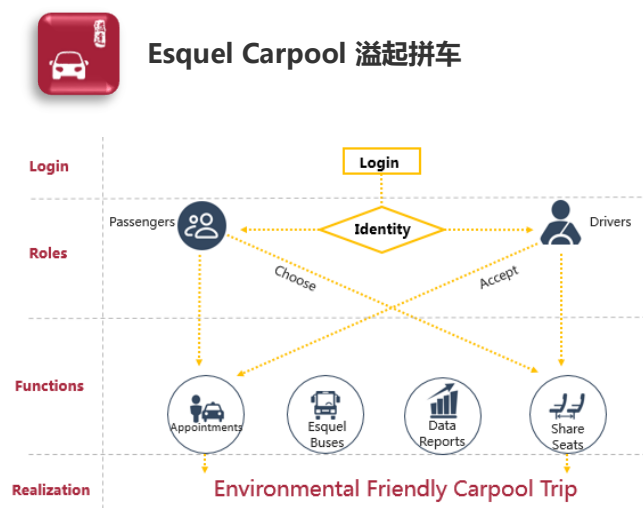 Esquel Carpool 溢起拼车
Login
Login
Passengers
Identity
Drivers
Roles
Choose
Accept
Functions
Appointments
Esquel
Buses
Data
Reports
Share
Seats
Realization
Environmental Friendly Carpool Trip